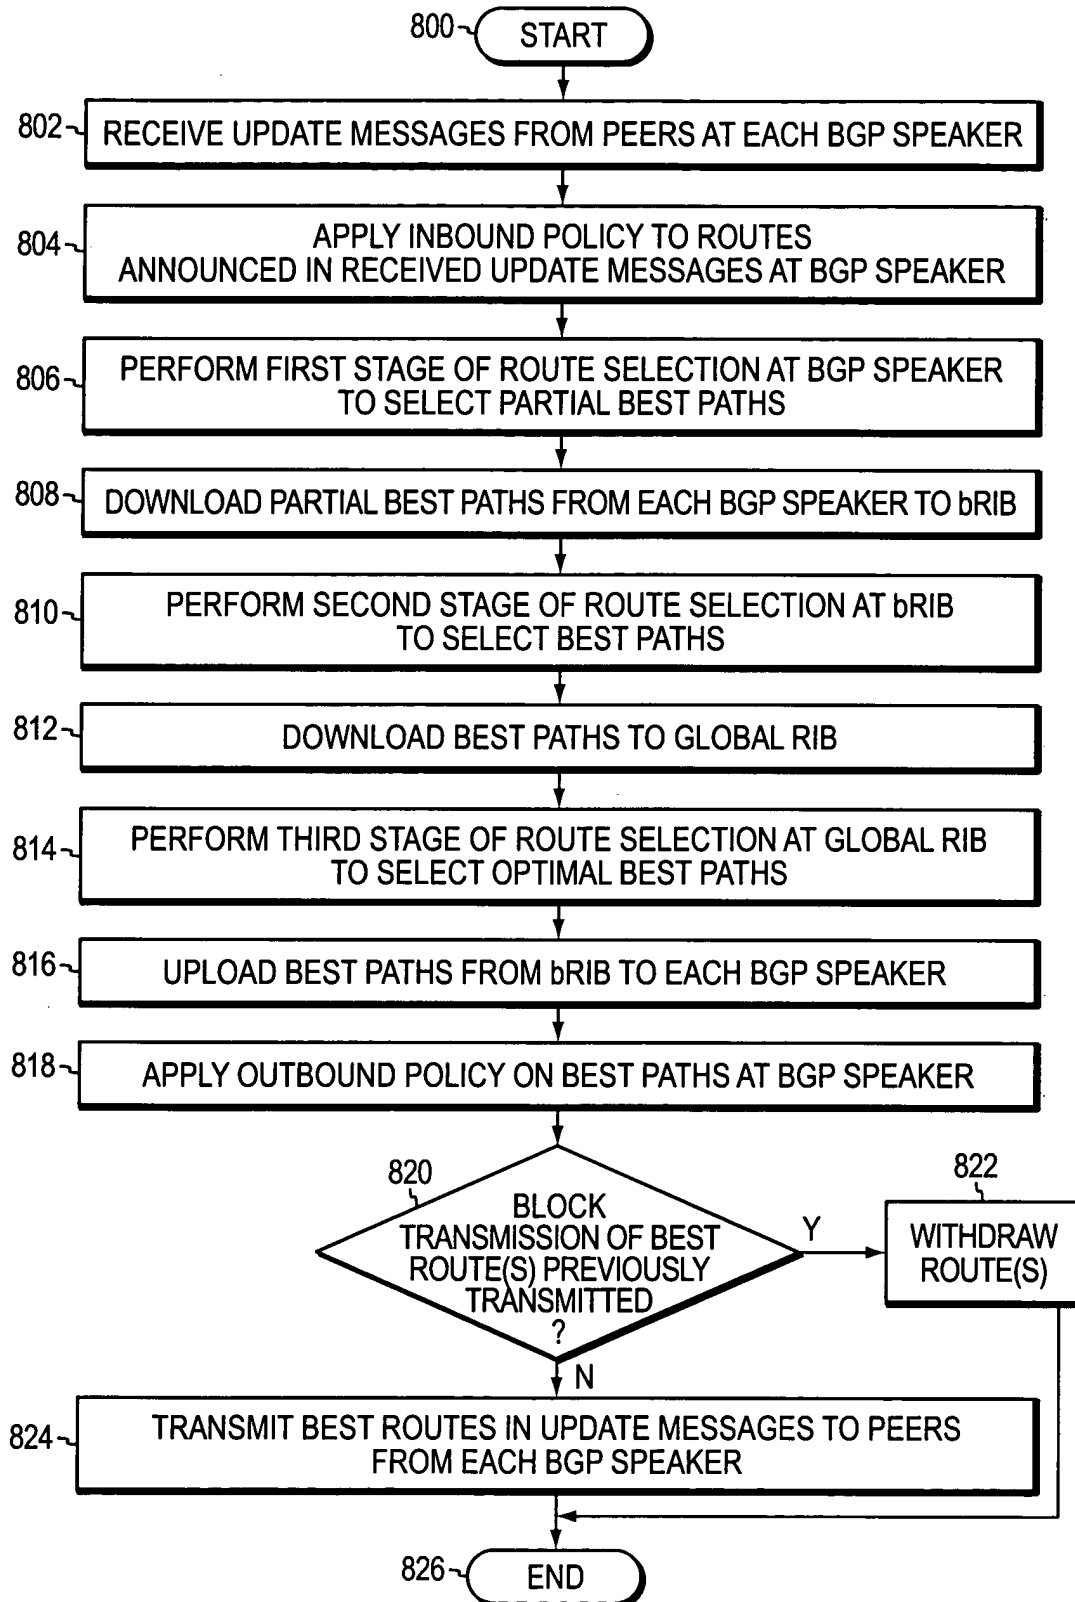 800
START
802
RECEIVE UPDATE MESSAGES FROM PEERS AT EACH BGP SPEAKER
804
APPLY INBOUND POLICY TO ROUTES
ANNOUNCED IN RECEIVED UPDATE MESSAGES AT BGP SPEAKER
806
PERFORM FIRST STAGE OF ROUTE SELECTION AT BGP SPEAKER
TO SELECT PARTIAL BEST PATHS
808
DOWNLOAD PARTIAL BEST PATHS FROM EACH BGP SPEAKER TO bRIB
810
PERFORM SECOND STAGE OF ROUTE SELECTION AT bRIB
TO SELECT BEST PATHS
812
DOWNLOAD BEST PATHS TO GLOBAL RIB
814
PERFORM THIRD STAGE OF ROUTE SELECTION AT GLOBAL RIB
TO SELECT OPTIMAL BEST PATHS
816
UPLOAD BEST PATHS FROM bRIB TO EACH BGP SPEAKER
818
APPLY OUTBOUND POLICY ON BEST PATHS AT BGP SPEAKER
820
BLOCK
TRANSMISSION OF BEST
ROUTE(S) PREVIOUSLY
TRANSMITTED
?
Y
822
WITHDRAW
ROUTE(S)
N
824
TRANSMIT BEST ROUTES IN UPDATE MESSAGES TO PEERS
FROM EACH BGP SPEAKER
826
END